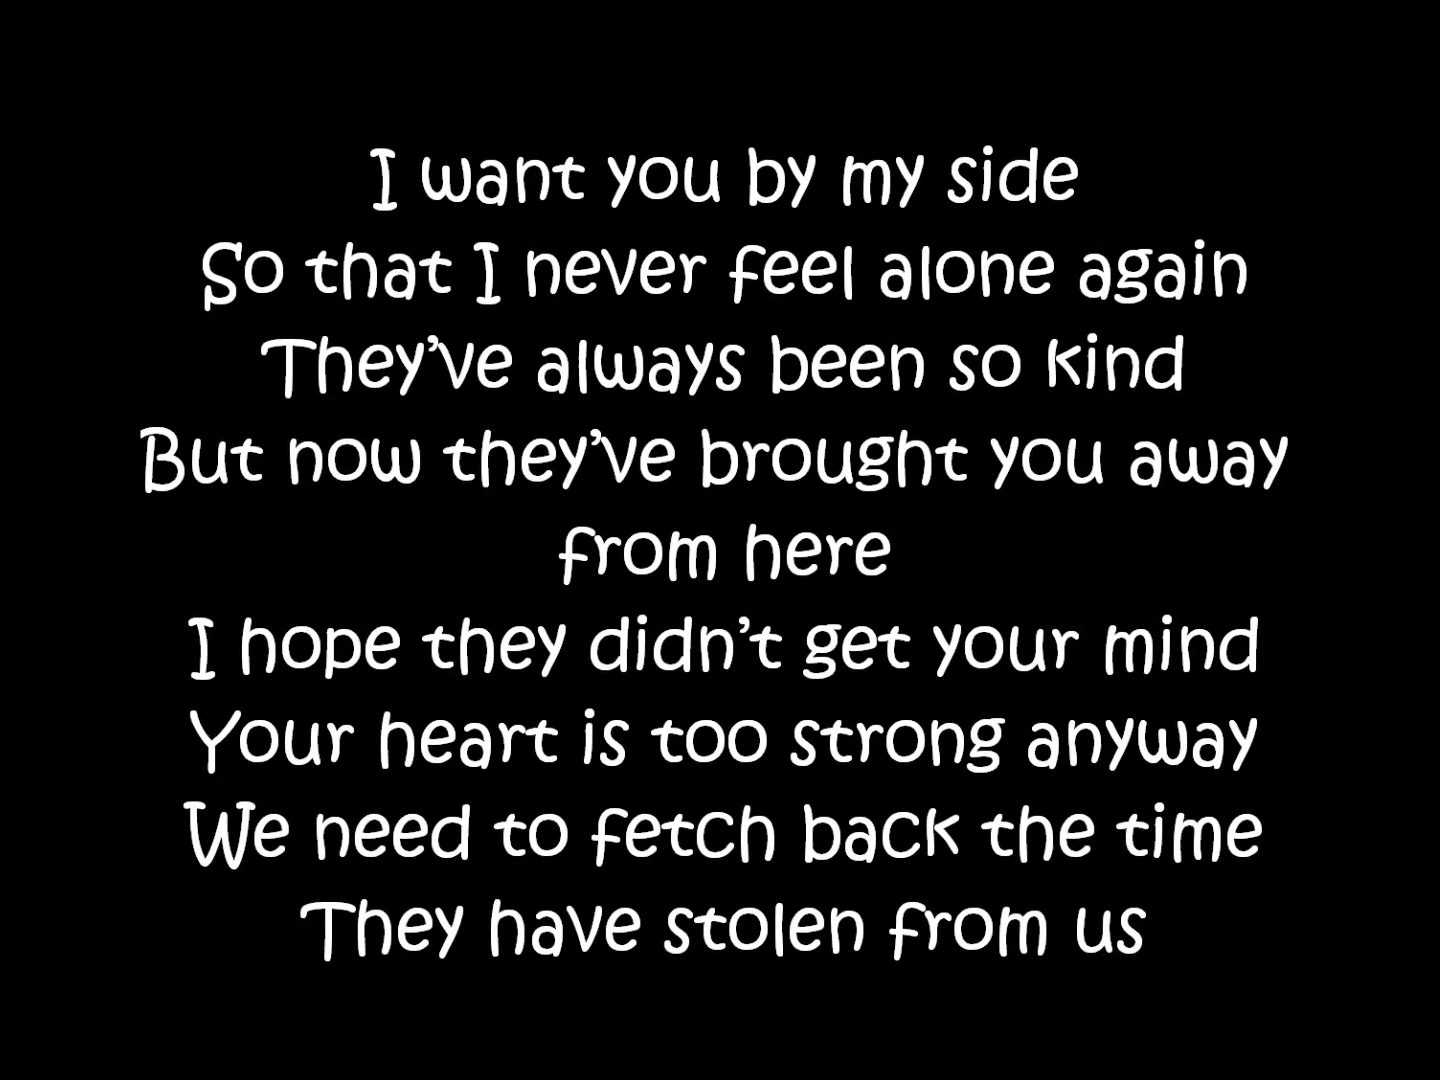 I want you by my side
So that I never feel alone again
They've always been so kind
But now they've brought you away
from here
I hope they didn't get your mind
Your heart is too strong anyway
We need to fetch back the time
They have stolen from us